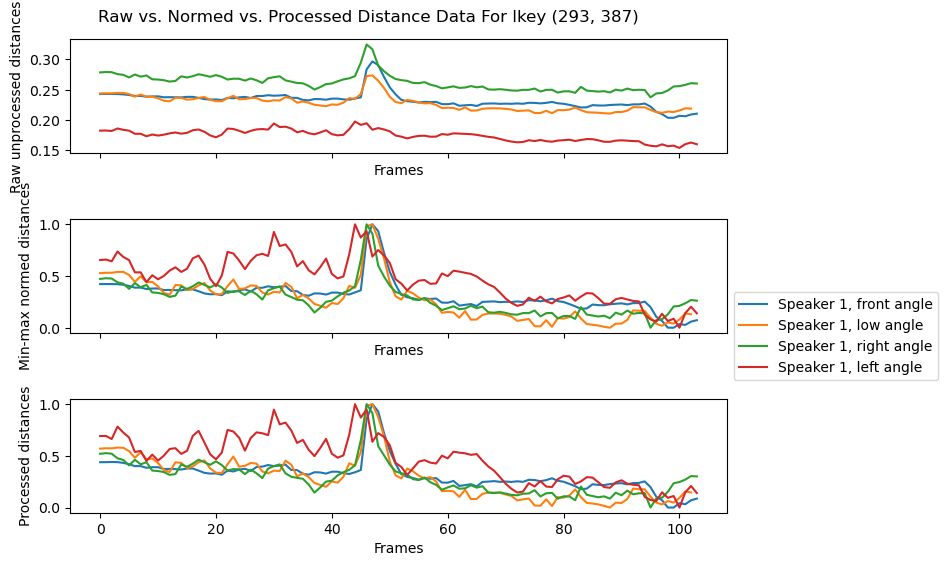 Raw vs. Normed vs. Processed Distance Data For lkey (293, 387)
Raw unprocessed distances
0.30
0.25
0.20
0.15
Frames
Min-max normed distances
1.0
0.5
0.0
Frames
Speaker 1, front angle
Speaker 1, low angle
Speaker 1, right angle
Speaker 1, left angle
Processed distances
1.0
0.5
0.0
0 20 40 60 80 100
Frames